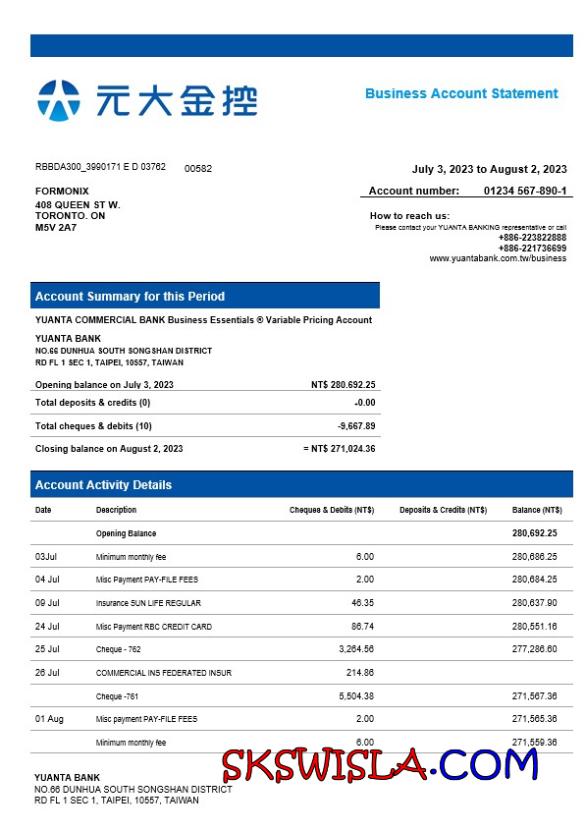 元大金控
Business Account Statement
RBBDA300_3990171 E D 03762 00582
July 3, 2023 to August 2, 2023
FORMONIX
408 QUEEN ST W.
TORONTO. ON
M5V 2A7
Account number: 01234 567-890-1
How to reach us:
Please contact your YUANTA BANKING representative or call
+886-223822888
+886-221736699
www.yuantabank.com.tw/business
Account Summary for this Period
YUANTA COMMERCIAL BANK Business Essentials ® Variable Pricing Account
YUANTA BANK
NO.66 DUNHUA SOUTH SONGSHAN DISTRICT
RD FL 1 SEC 1, TAIPEI, 10557, TAIWAN
Opening balance on July 3, 2023 NT$ 280.692.25
Total deposits & credits (0) -0.00
Total cheques & debits (10) -9,667.89
Closing balance on August 2, 2023 = NT$ 271,024.36
Account Activity Details
Date Description Cheques & Debits (NT$) Deposits & Credits (NT$) Balance (NT$)
Opening Balance 280,692.25
03Jul Minimum monthly fee 6.00 280,686.25
04 Jul Misc Payment PAY-FILE FEES 2.00 280,684.25
09 Jul Insurance SUN LIFE REGULAR 46.35 280,637.90
24 Jul Misc Payment RBC CREDIT CARD 86.74 280,551.16
25 Jul Cheque - 762 3,264.56 277,286.60
26 Jul COMMERCIAL INS FEDERATED INSUR 214.86
Cheque -761 5,504.38 271,567.36
01 Aug Misc payment PAY-FILE FEES 2.00 271,565.36
Minimum monthly fee 6.00 271,559.36
SKSWISLA.COM
YUANTA BANK
NO.66 DUNHUA SOUTH SONGSHAN DISTRICT
RD FL 1 SEC 1, TAIPEI, 10557, TAIWAN